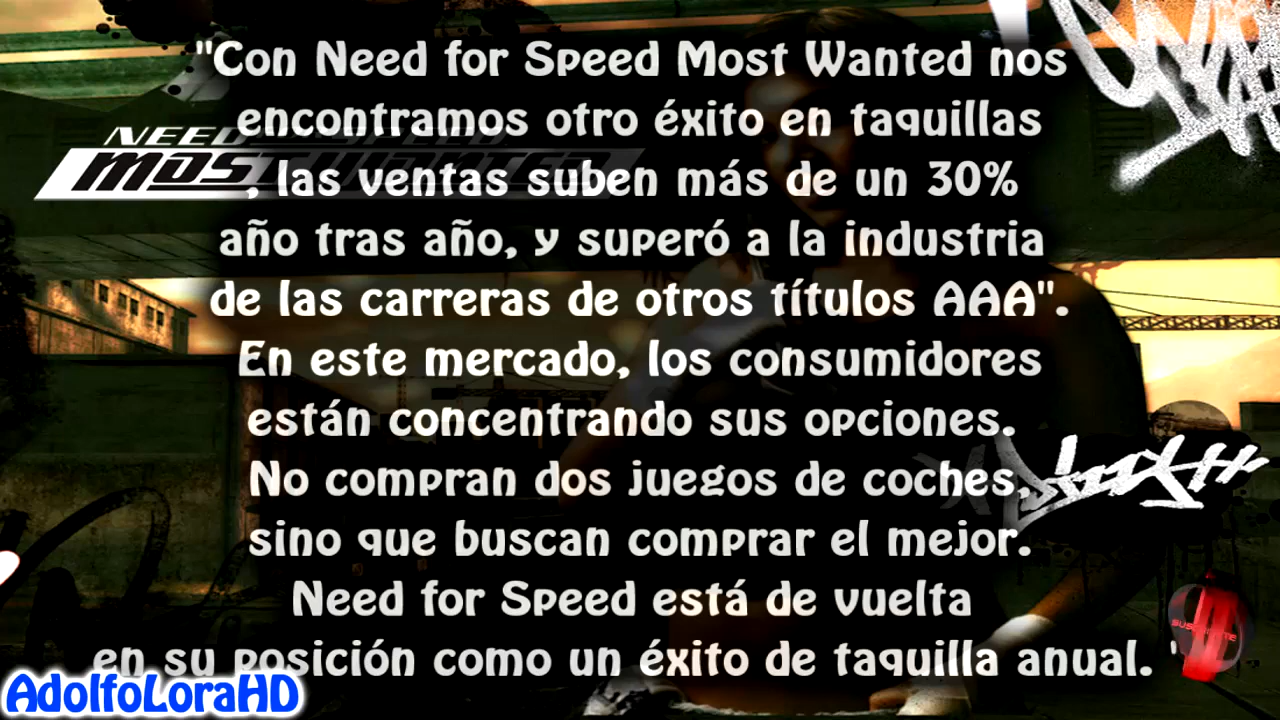 "Con Need for Speed Most Wanted nos
encontramos otro éxito en taquillas
NEED SPEED
MOST WANTED
, las ventas suben más de un 30%
año tras año, y superó a la industria
de las carreras de otros títulos AAA".
En este mercado, los consumidores
están concentrando sus opciones.
No compran dos juegos de coches,
sino que buscan comprar el mejor.
Need for Speed está de vuelta
en su posición como un éxito de taquilla anual. "
AdolfoLoraHD